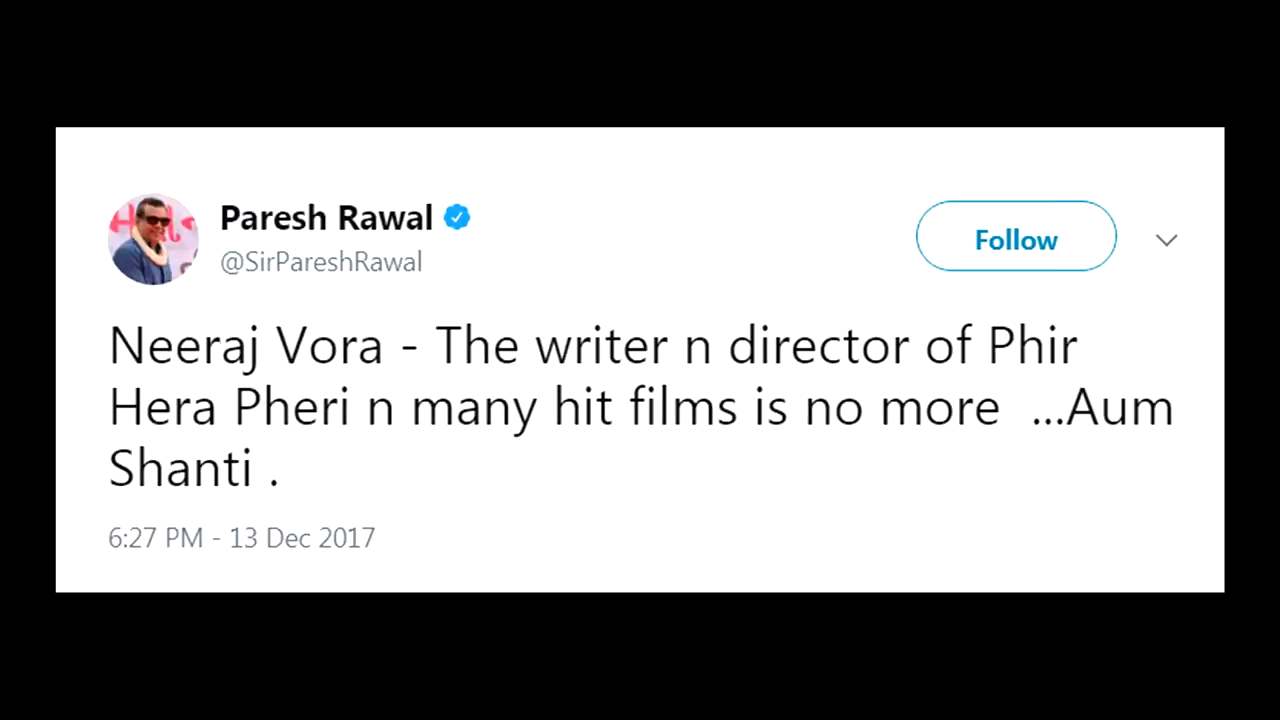 Paresh Rawal
@SirPareshRawal
Follow
Neeraj Vora - The writer n director of Phir
Hera Pheri n many hit films is no more ...Aum
Shanti .
6:27 PM - 13 Dec 2017